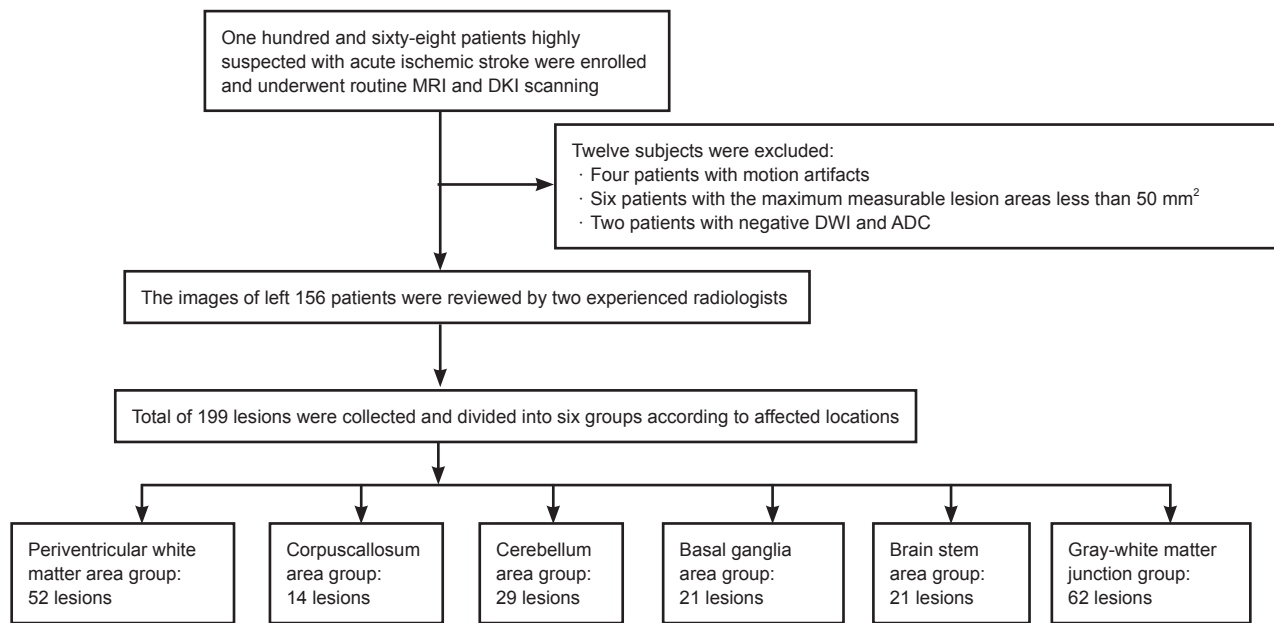 One hundred and sixty-eight patients highly
suspected with acute ischemic stroke were enrolled
and underwent routine MRI and DKI scanning
Twelve subjects were excluded:
· Four patients with motion artifacts
· Six patients with the maximum measurable lesion areas less than 50 mm²
· Two patients with negative DWI and ADC
The images of left 156 patients were reviewed by two experienced radiologists
Total of 199 lesions were collected and divided into six groups according to affected locations
Periventricular white
matter area group:
52 lesions
Corpuscallosum
area group:
14 lesions
Cerebellum
area group:
29 lesions
Basal ganglia
area group:
21 lesions
Brain stem
area group:
21 lesions
Gray-white matter
junction group:
62 lesions